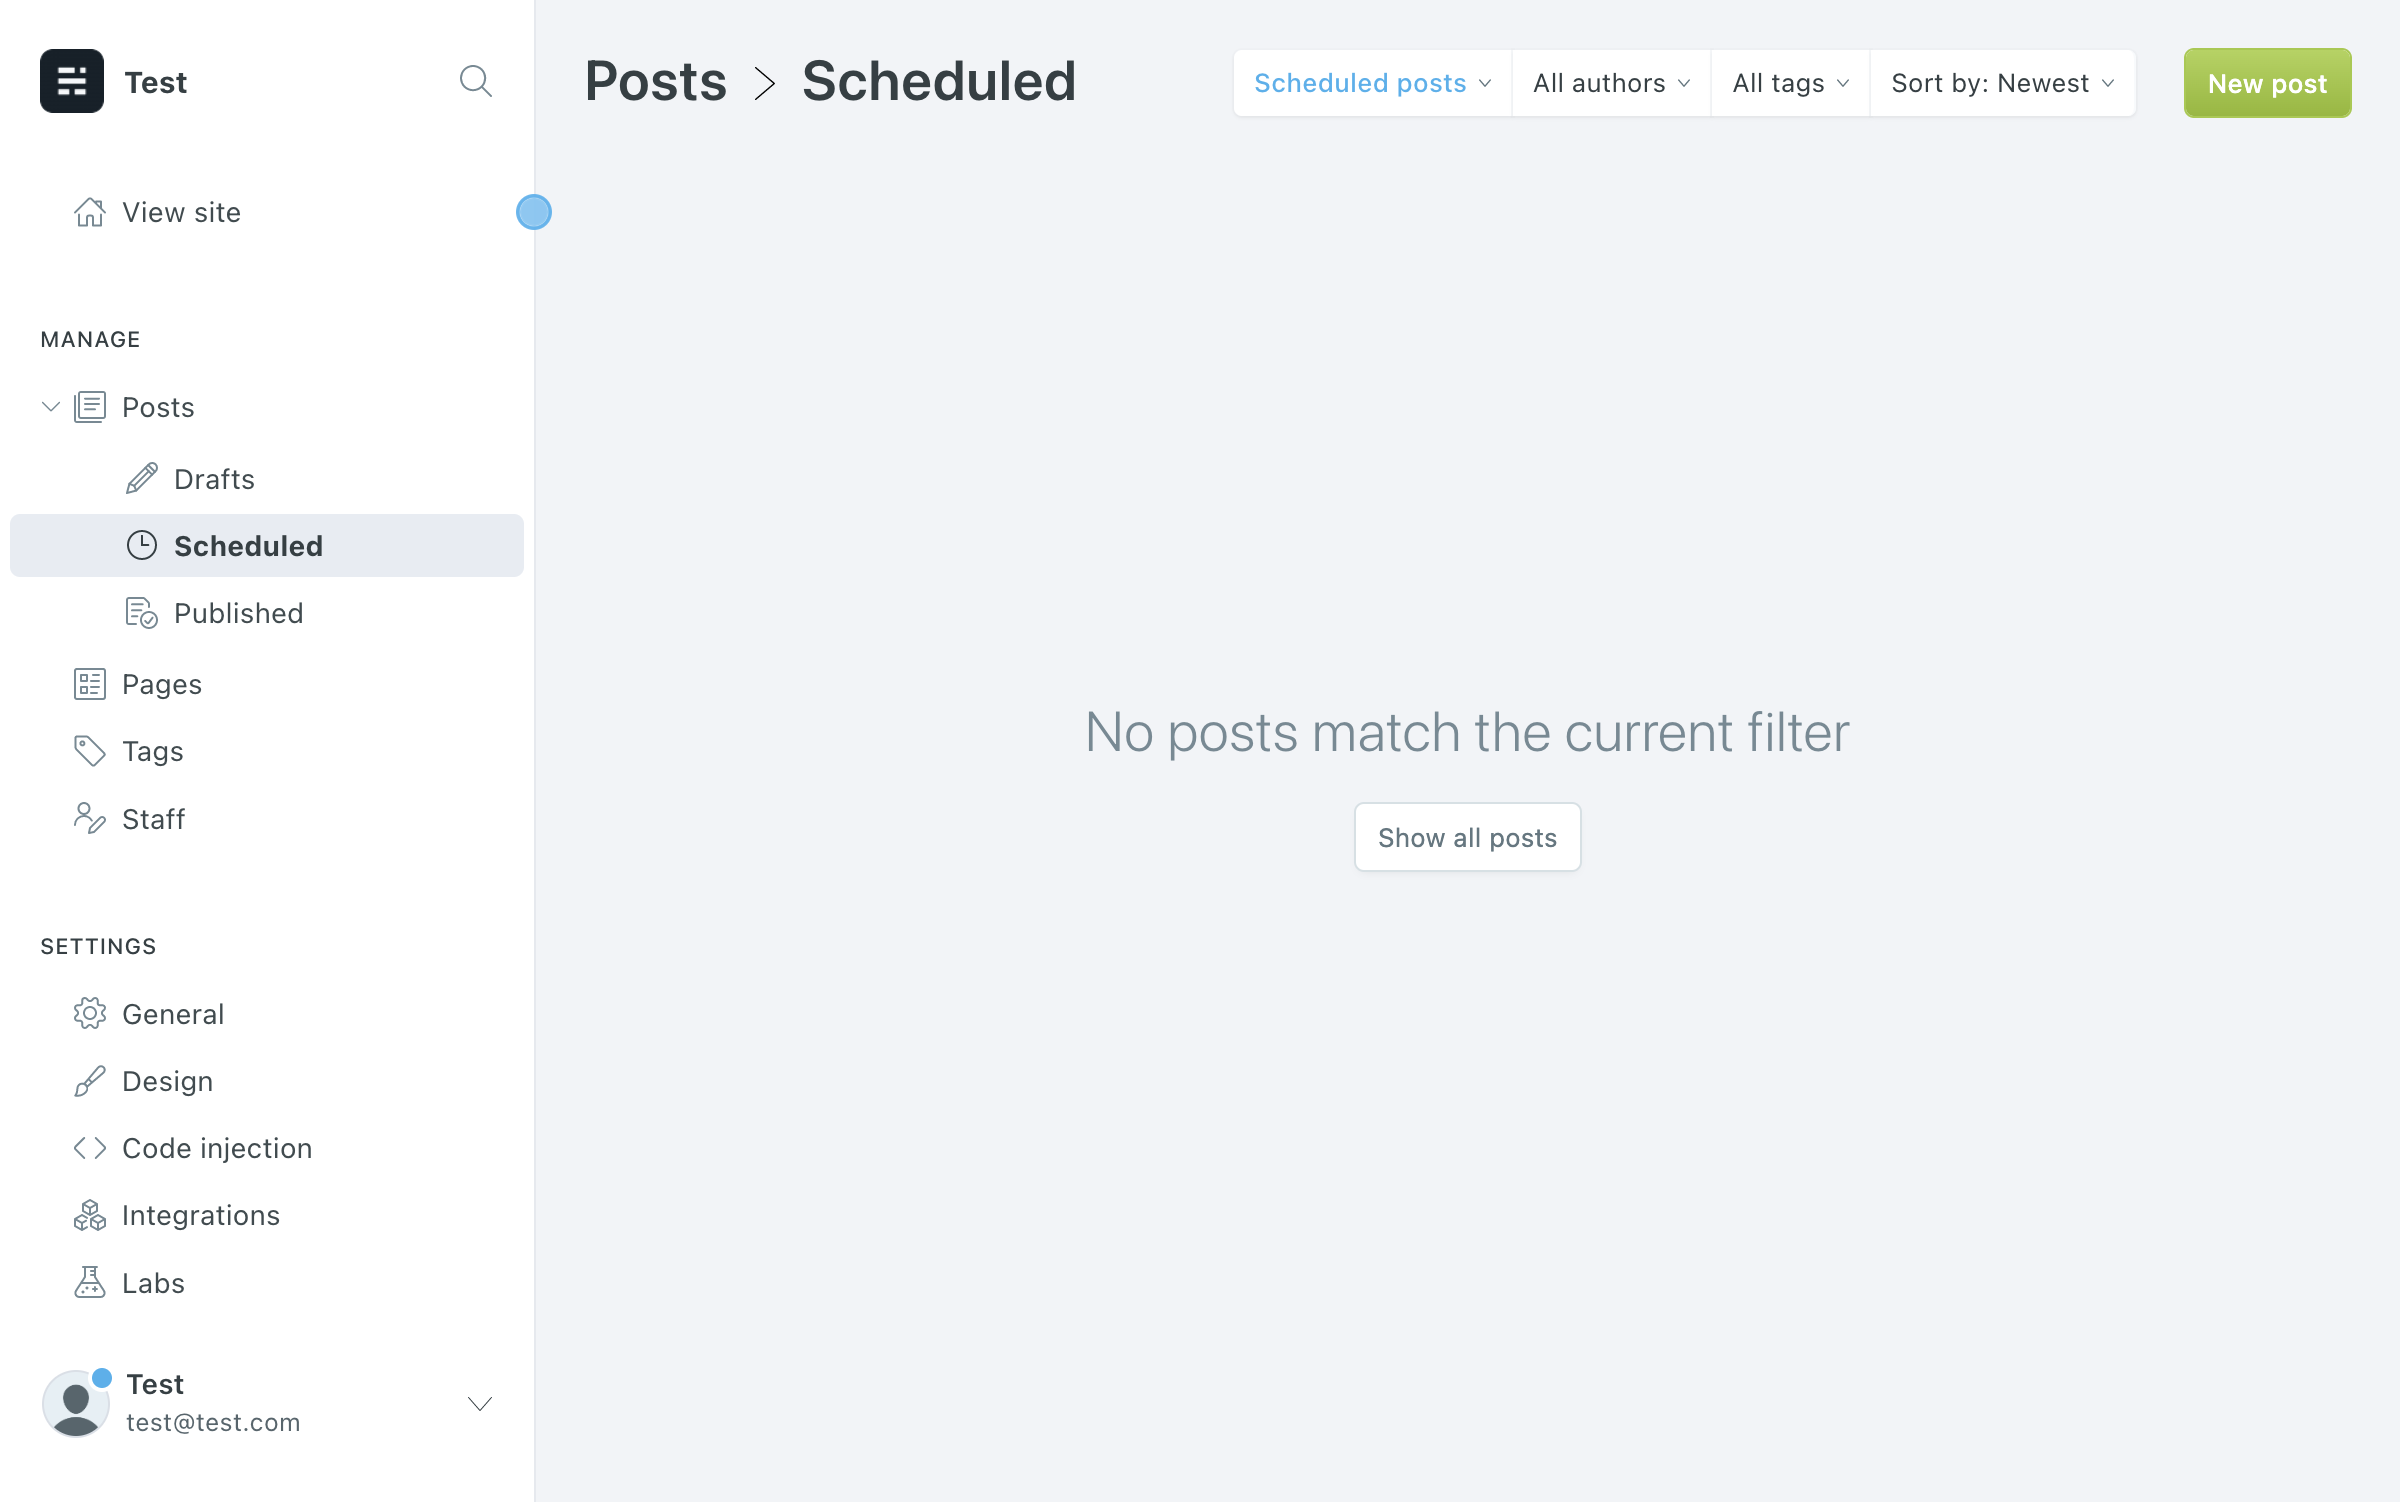 Test
View site
MANAGE
Posts
Drafts
Scheduled
Published
Pages
Tags
Staff
SETTINGS
General
Design
Code injection
Integrations
Labs
Test
test@test.com
Posts > Scheduled
Scheduled posts
All authors
All tags
Sort by: Newest
New post
No posts match the current filter
Show all posts